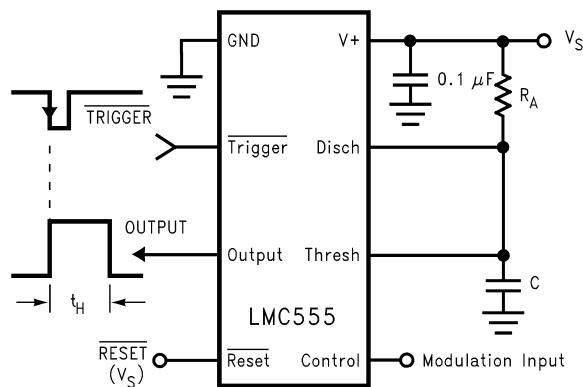 GND
V+
V_S
0.1 μF
R_A
TRIGGER
Trigger
Disch
OUTPUT
Output
Thresh
C
t_H
LMC555
RESET
(V_S)
Reset
Control
Modulation Input